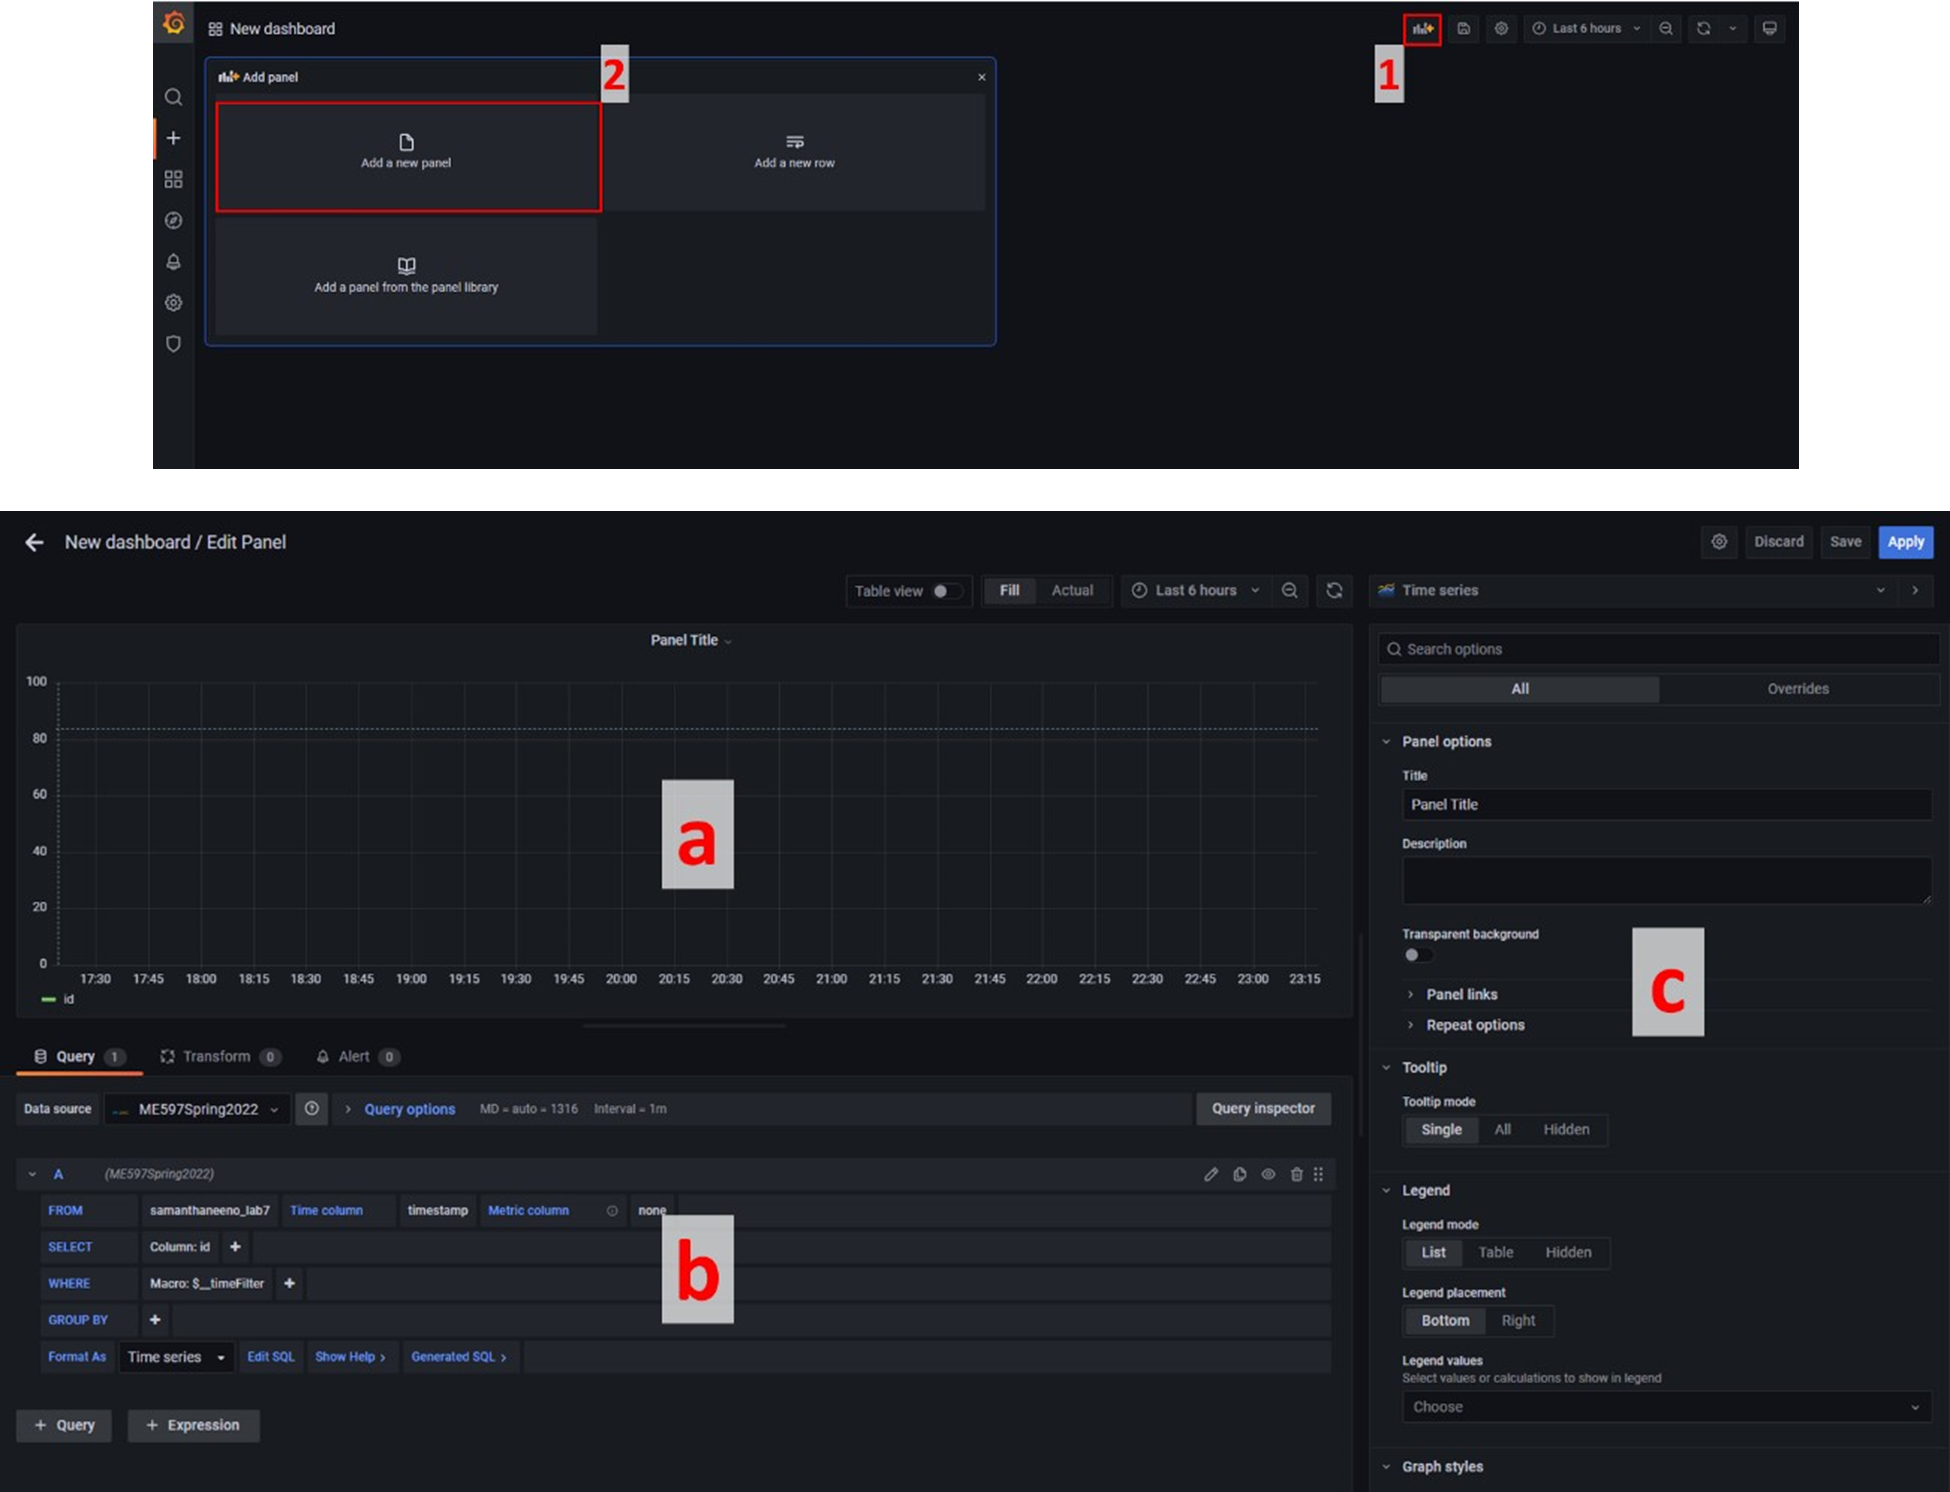 New dashboard
Last 6 hours
1
Add panel
2
Add a new panel
Add a new row
Add a panel from the panel library
New dashboard / Edit Panel
Discard
Save
Apply
Table view
Fill
Actual
Last 6 hours
Time series
Panel Title
100
80
60
40
20
0
a
17:30 17:45 18:00 18:15 18:30 18:45 19:00 19:15 19:30 19:45 20:00 20:15 20:30 20:45 21:00 21:15 21:30 21:45 22:00 22:15 22:30 22:45 23:00 23:15
id
Query 1
Transform 0
Alert 0
Data source
ME597Spring2022
Query options
MD = auto = 1316
Interval = 1m
Query inspector
A (ME597Spring2022)
FROM samanthaneeno_lab7 Time column timestamp Metric column none
SELECT Column: id +
WHERE Macro: $__timeFilter +
GROUP BY +
Format As Time series Edit SQL Show Help > Generated SQL >
b
+ Query
+ Expression
Search options
All
Overrides
Panel options
Title
Panel Title
Description
Transparent background
Panel links
Repeat options
c
Tooltip
Tooltip mode
Single All Hidden
Legend
Legend mode
List Table Hidden
Legend placement
Bottom Right
Legend values
Select values or calculations to show in legend
Choose
Graph styles